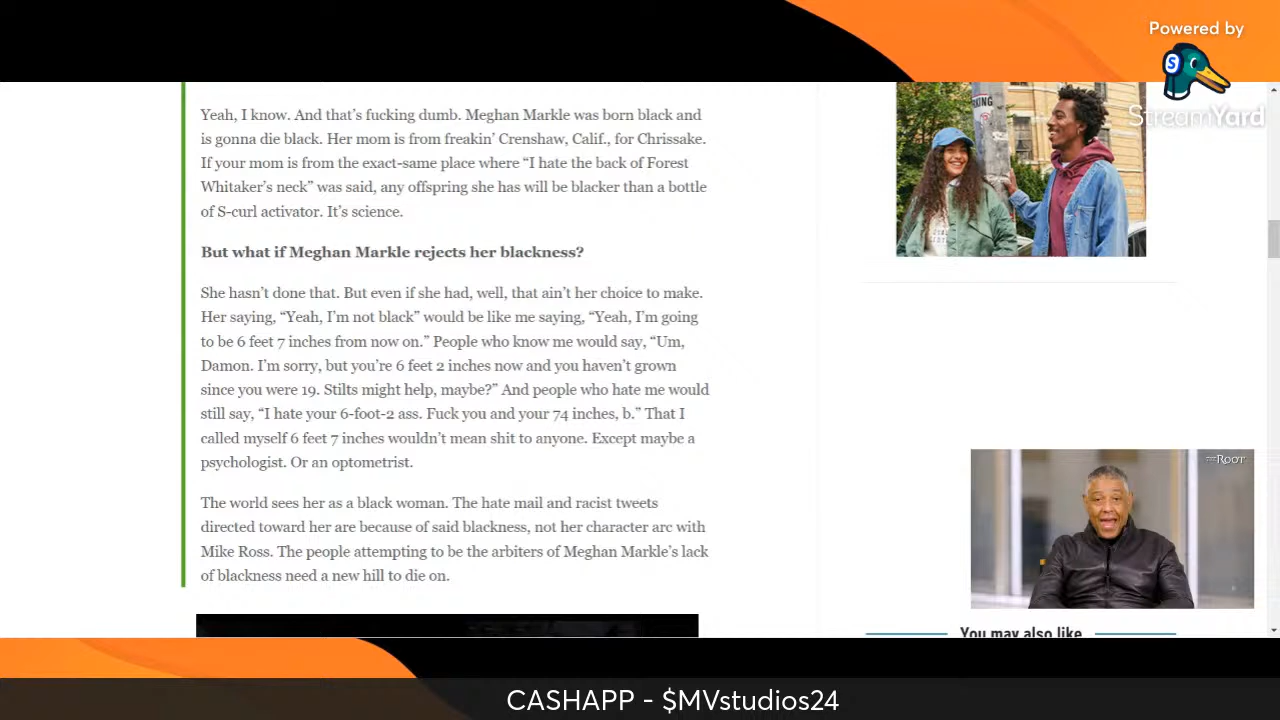 Powered by
StreamYard
Yeah, I know. And that’s fucking dumb. Meghan Markle was born black and
is gonna die black. Her mom is from freakin’ Crenshaw, Calif., for Chrissake.
If your mom is from the exact-same place where “I hate the back of Forest
Whitaker’s neck” was said, any offspring she has will be blacker than a bottle
of S-curl activator. It’s science.
But what if Meghan Markle rejects her blackness?
She hasn’t done that. But even if she had, well, that ain’t her choice to make.
Her saying, “Yeah, I’m not black” would be like me saying, “Yeah, I’m going
to be 6 feet 7 inches from now on.” People who know me would say, “Um,
Damon. I’m sorry, but you’re 6 feet 2 inches now and you haven’t grown
since you were 19. Stilts might help, maybe?” And people who hate me would
still say, “I hate your 6-foot-2 ass. Fuck you and your 74 inches, b.” That I
called myself 6 feet 7 inches wouldn’t mean shit to anyone. Except maybe a
psychologist. Or an optometrist.
The world sees her as a black woman. The hate mail and racist tweets
directed toward her are because of said blackness, not her character arc with
Mike Ross. The people attempting to be the arbiters of Meghan Markle’s lack
of blackness need a new hill to die on.
THE ROOT
You may also like
CASHAPP - $MVstudios24